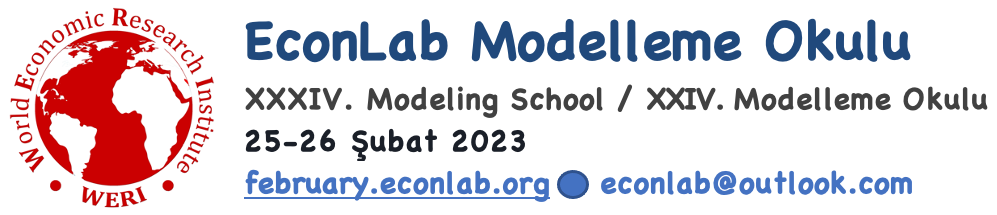 World Economic Research Institute
WERI
EconLab Modelleme Okulu
XXXIV. Modeling School / XXIV. Modelleme Okulu
25-26 Şubat 2023
february.econlab.org econlab@outlook.com